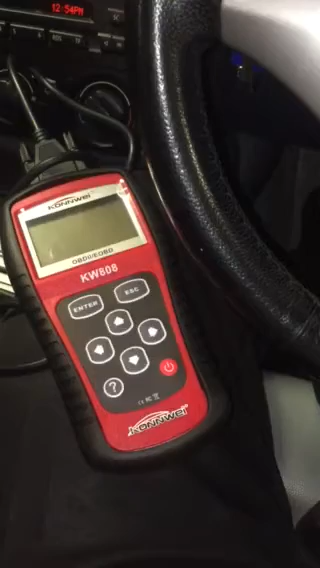 12:54PM
KONNWEI
OBDII/EOBD
KW808
ENTER
ESC
?
KONNWEI